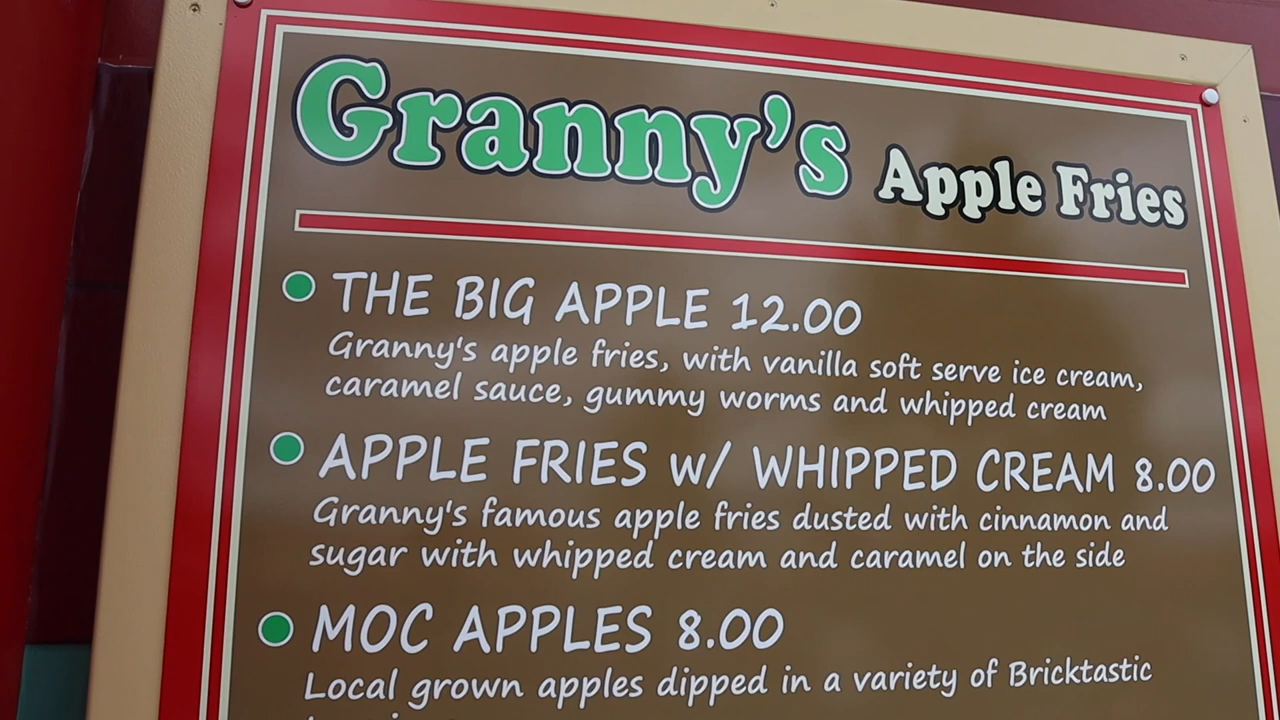 Granny's Apple Fries
THE BIG APPLE 12.00
Granny's apple fries, with vanilla soft serve ice cream,
caramel sauce, gummy worms and whipped cream
APPLE FRIES w/ WHIPPED CREAM 8.00
Granny's famous apple fries dusted with cinnamon and
sugar with whipped cream and caramel on the side
MOC APPLES 8.00
Local grown apples dipped in a variety of Bricktastic